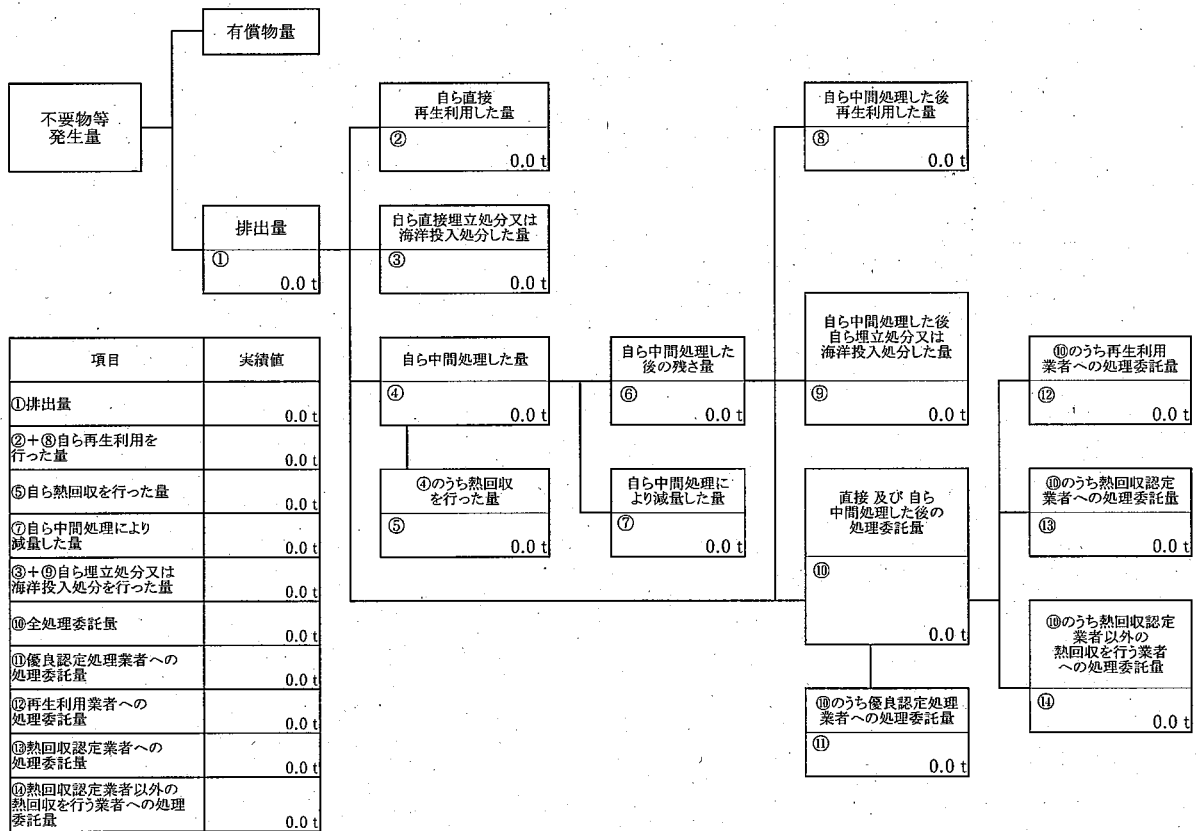 有償物量
不要物等
発生量
排出量
①
0.0 t
自ら直接
再生利用した量
②
0.0 t
自ら直接埋立処分又は
海洋投入処分した量
③
0.0 t
自ら中間処理した量
④
0.0 t
④のうち熱回収
を行った量
⑤
0.0 t
自ら中間処理した
後の残さ量
⑥
0.0 t
自ら中間処理に
より減量した量
⑦
0.0 t
自ら中間処理した後
再生利用した量
⑧
0.0 t
自ら中間処理した後
自ら埋立処分又は
海洋投入処分した量
⑨
0.0 t
直接 及び 自ら
中間処理した後の
処理委託量
⑩
0.0 t
⑩のうち優良認定処理
業者への処理委託量
⑪
0.0 t
⑩のうち再生利用
業者への処理委託量
⑫
0.0 t
⑩のうち熱回収認定
業者への処理委託量
⑬
0.0 t
⑩のうち熱回収認定
業者以外の
熱回収を行う業者
への処理委託量
⑭
0.0 t
項目 実績値
①排出量
0.0 t
②+⑧自ら再生利用を
行った量
0.0 t
⑤自ら熱回収を行った量
0.0 t
⑦自ら中間処理により
減量した量
0.0 t
③+⑨自ら埋立処分又は
海洋投入処分を行った量
0.0 t
⑩全処理委託量
0.0 t
⑪優良認定処理業者への
処理委託量
0.0 t
⑫再生利用業者への
処理委託量
0.0 t
⑬熱回収認定業者への
処理委託量
0.0 t
⑭熱回収認定業者以外の
熱回収を行う業者への処理
委託量
0.0 t